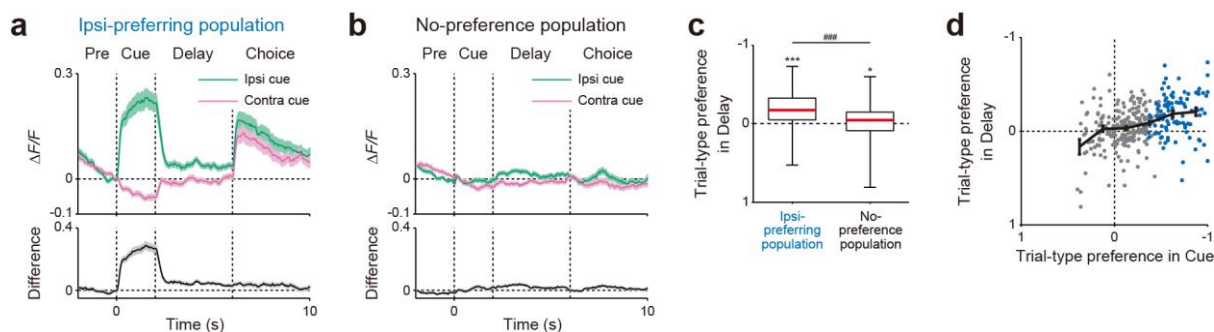 a
Ipsi-preferring population
Pre Cue Delay Choice
Ipsi cue
Contra cue
0.3
ΔF/F
0
-0.1
0.4
Difference
0
0
10
Time (s)
b
No-preference population
Pre Cue Delay Choice
Ipsi cue
Contra cue
0.3
ΔF/F
0
-0.1
0.4
Difference
0
0
10
Time (s)
c
Trial-type preference
in Delay
-1
0
1
###
***
*
Ipsi-
preferring
population
No-
preference
population
d
Trial-type preference
in Delay
-1
0
1
1
0
-1
Trial-type preference in Cue